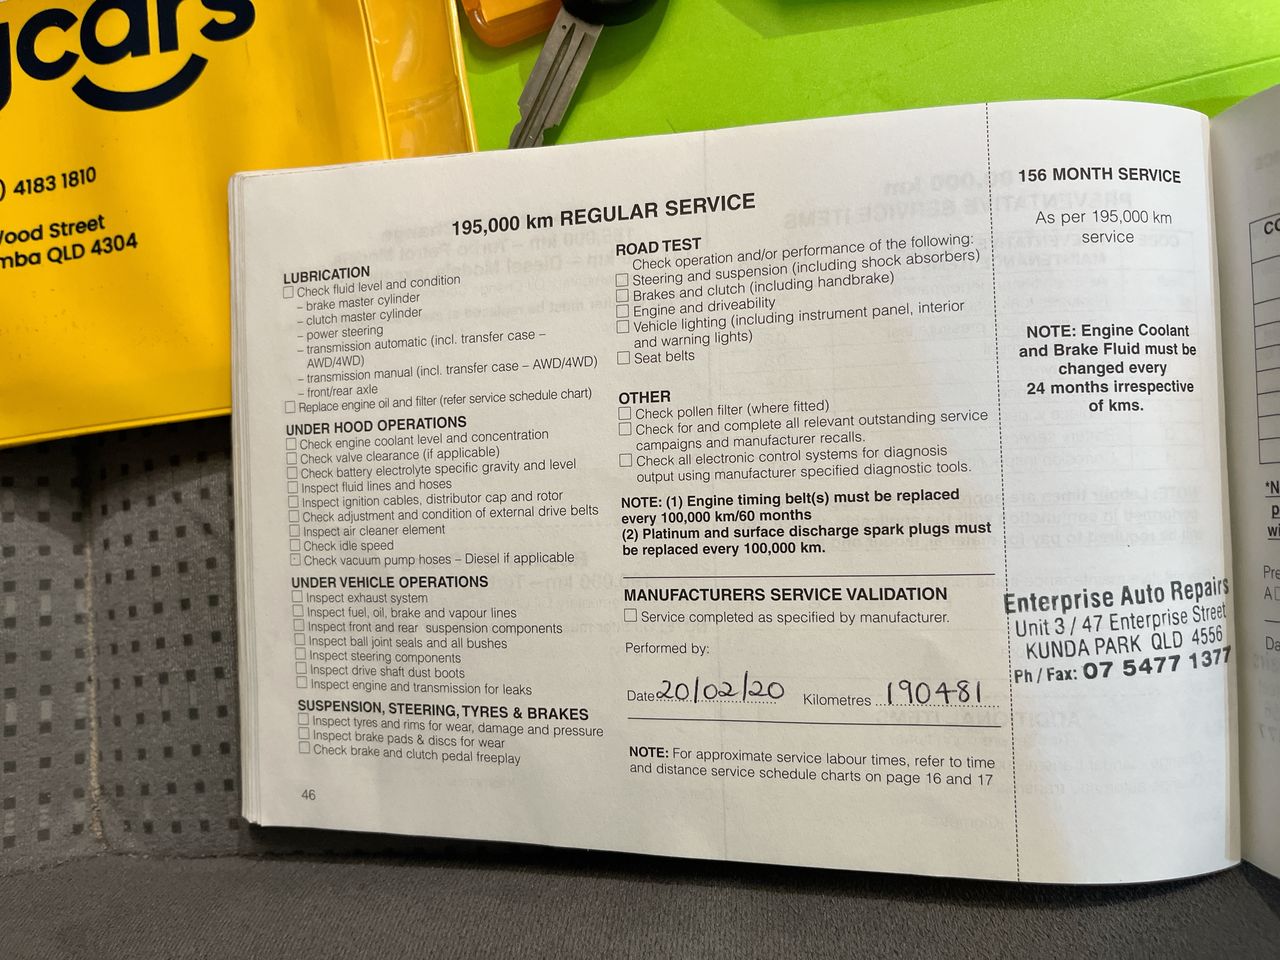 cars
4183 1810
ood Street
mba QLD 4304
195,000 km REGULAR SERVICE
LUBRICATION
Check fluid level and condition
– brake master cylinder
– clutch master cylinder
– power steering
– transmission automatic (incl. transfer case –
AWD/4WD)
– transmission manual (incl. transfer case – AWD/4WD)
– front/rear axle
Replace engine oil and filter (refer service schedule chart)
UNDER HOOD OPERATIONS
Check engine coolant level and concentration
Check valve clearance (if applicable)
Check battery electrolyte specific gravity and level
Inspect fluid lines and hoses
Inspect ignition cables, distributor cap and rotor
Check adjustment and condition of external drive belts
Inspect air cleaner element
Check idle speed
Check vacuum pump hoses – Diesel if applicable
UNDER VEHICLE OPERATIONS
Inspect exhaust system
Inspect fuel, oil, brake and vapour lines
Inspect front and rear suspension components
Inspect ball joint seals and all bushes
Inspect steering components
Inspect drive shaft dust boots
Inspect engine and transmission for leaks
SUSPENSION, STEERING, TYRES & BRAKES
Inspect tyres and rims for wear, damage and pressure
Inspect brake pads & discs for wear
Check brake and clutch pedal freeplay
46
ROAD TEST
Check operation and/or performance of the following:
Steering and suspension (including shock absorbers)
Brakes and clutch (including handbrake)
Engine and driveability
Vehicle lighting (including instrument panel, interior
and warning lights)
Seat belts
OTHER
Check pollen filter (where fitted)
Check for and complete all relevant outstanding service
campaigns and manufacturer recalls.
Check all electronic control systems for diagnosis
output using manufacturer specified diagnostic tools.
NOTE: (1) Engine timing belt(s) must be replaced
every 100,000 km/60 months
(2) Platinum and surface discharge spark plugs must
be replaced every 100,000 km.
MANUFACTURERS SERVICE VALIDATION
Service completed as specified by manufacturer.
Performed by:
Date 20/02/20 Kilometres 190481
NOTE: For approximate service labour times, refer to time
and distance service schedule charts on page 16 and 17
156 MONTH SERVICE
As per 195,000 km
service
NOTE: Engine Coolant
and Brake Fluid must be
changed every
24 months irrespective
of kms.
Enterprise Auto Repairs
Unit 3 / 47 Enterprise Street
KUNDA PARK QLD 4556
Ph / Fax: 07 5477 1377